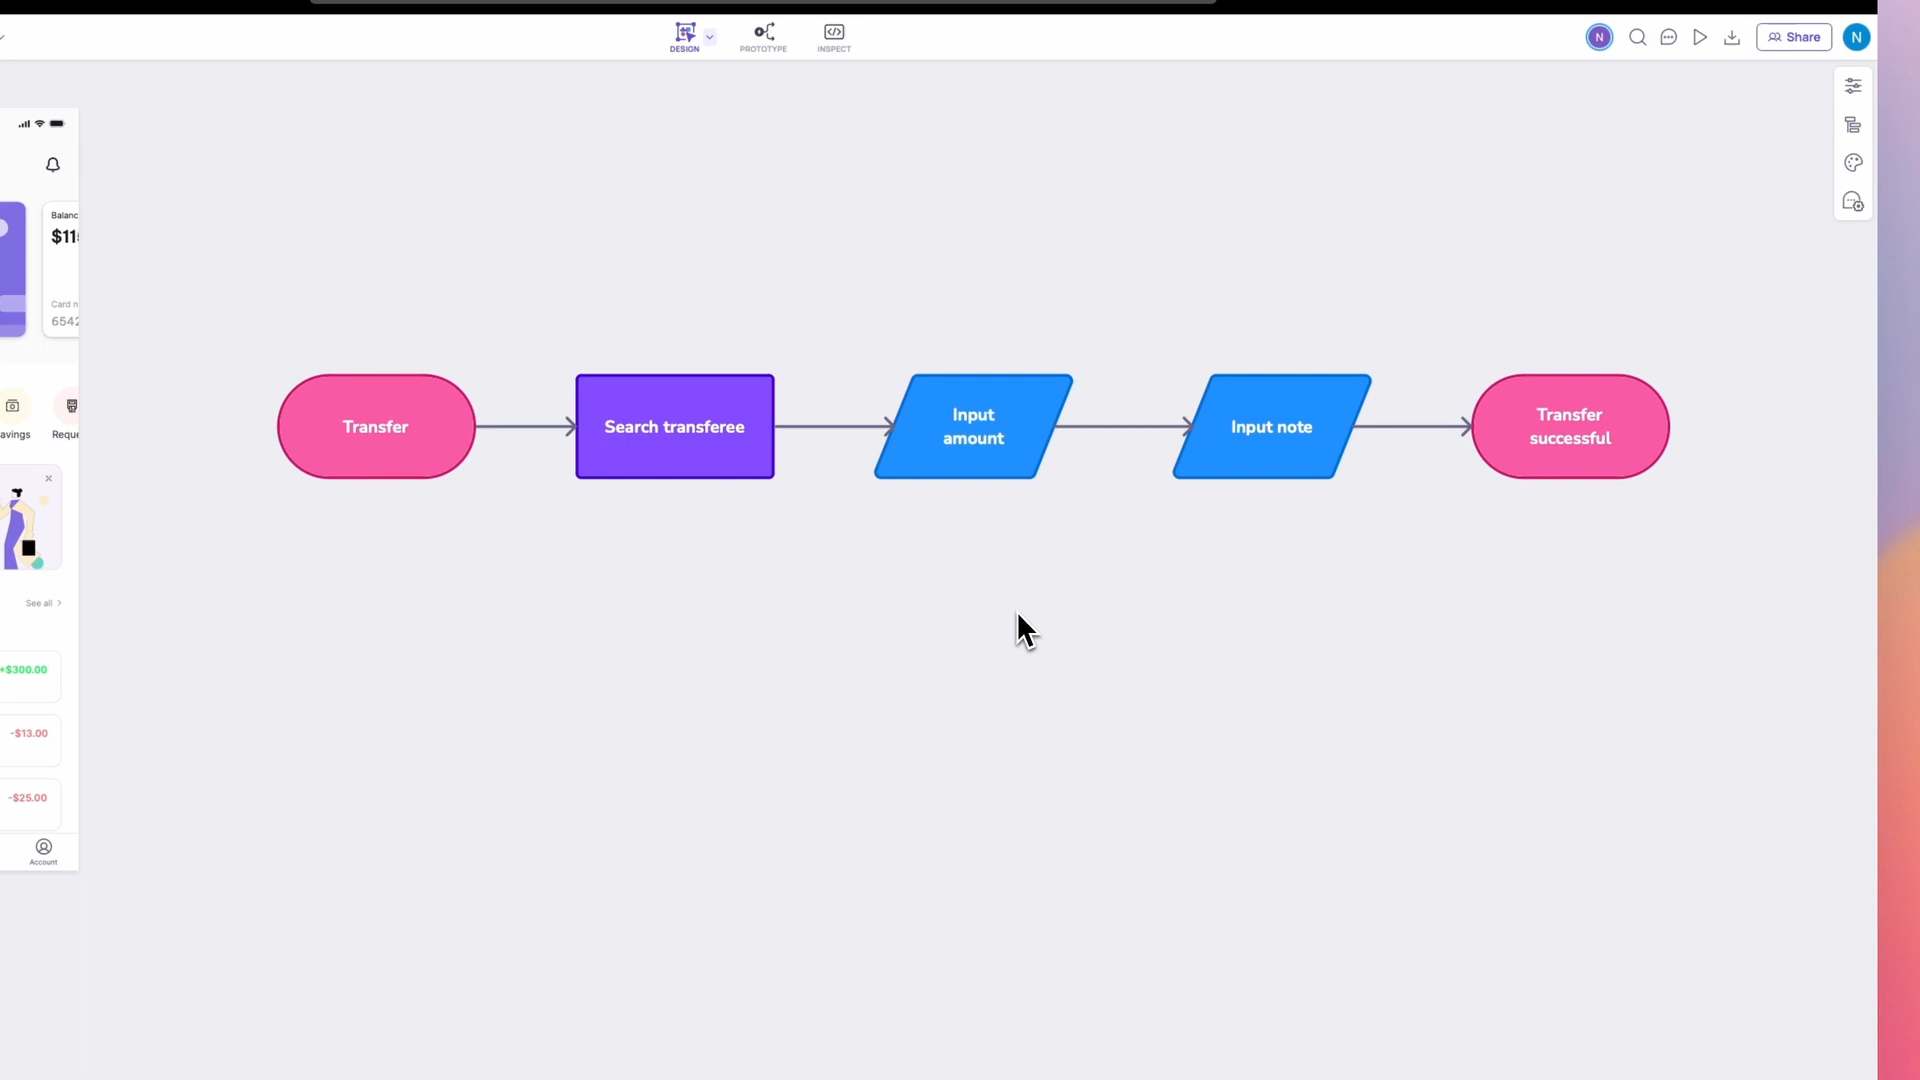 DESIGN
PROTOTYPE
INSPECT
N
Share
N
Balanc
$11
Card n
6542
avings
Reque
See all
+$300.00
-$13.00
-$25.00
Account
Transfer
Search transferee
Input
amount
Input note
Transfer
successful